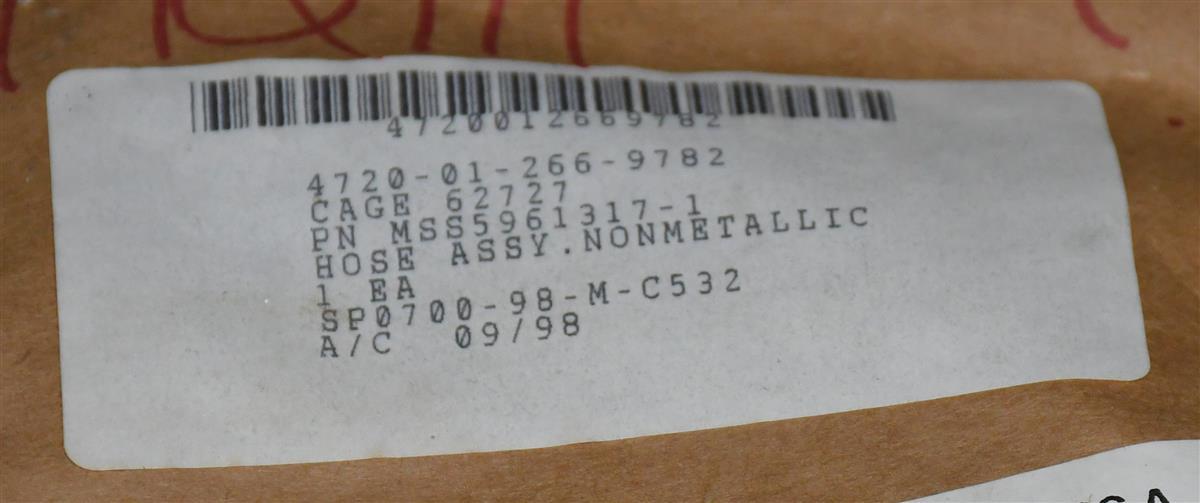 4720012669782
4720-01-266-9782
CAGE 62727
PN MSS5961317-1
HOSE ASSY.NONMETALLIC
1 EA
SP0700-98-M-C532
A/C 09/98